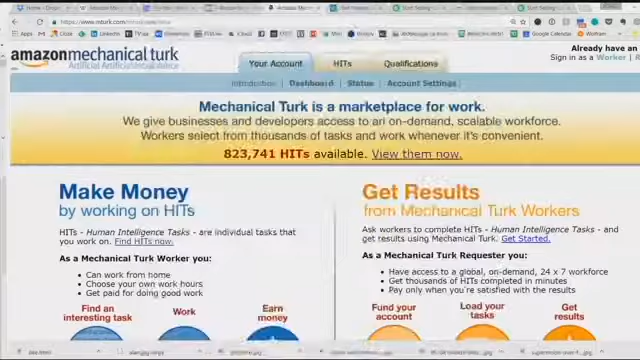 https://www.mturk.com/mturk/welcome
amazonmechanical turk
Artificial Artificial Intelligence
Your Account
HITs
Qualifications
Already have an
Sign in as a Worker |
Introduction | Dashboard | Status | Account Settings
Mechanical Turk is a marketplace for work.
We give businesses and developers access to an on-demand, scalable workforce.
Workers select from thousands of tasks and work whenever it's convenient.
823,741 HITs available. View them now.
Make Money
by working on HITs
HITs - Human Intelligence Tasks - are individual tasks that
you work on. Find HITs now.
As a Mechanical Turk Worker you:
• Can work from home
• Choose your own work hours
• Get paid for doing good work
Find an
interesting task
Work
Earn
money
Get Results
from Mechanical Turk Workers
Ask workers to complete HITs - Human Intelligence Tasks - and
get results using Mechanical Turk. Get Started.
As a Mechanical Turk Requester you:
• Have access to a global, on-demand, 24 x 7 workforce
• Get thousands of HITs completed in minutes
• Pay only when you're satisfied with the results
Fund your
account
Load your
tasks
Get
results